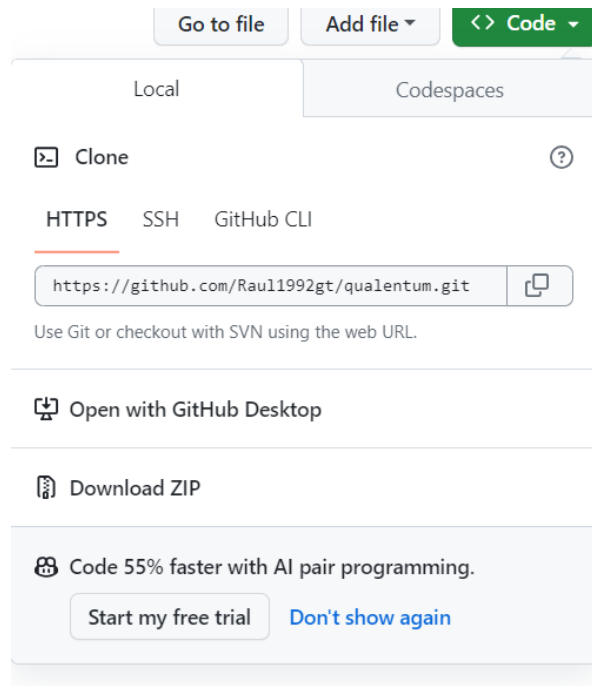 Go to file Add file <> Code
Local Codespaces
Clone
HTTPS SSH GitHub CLI
https://github.com/Raul1992gt/qualentum.git
Use Git or checkout with SVN using the web URL.
Open with GitHub Desktop
Download ZIP
Code 55% faster with AI pair programming.
Start my free trial Don't show again